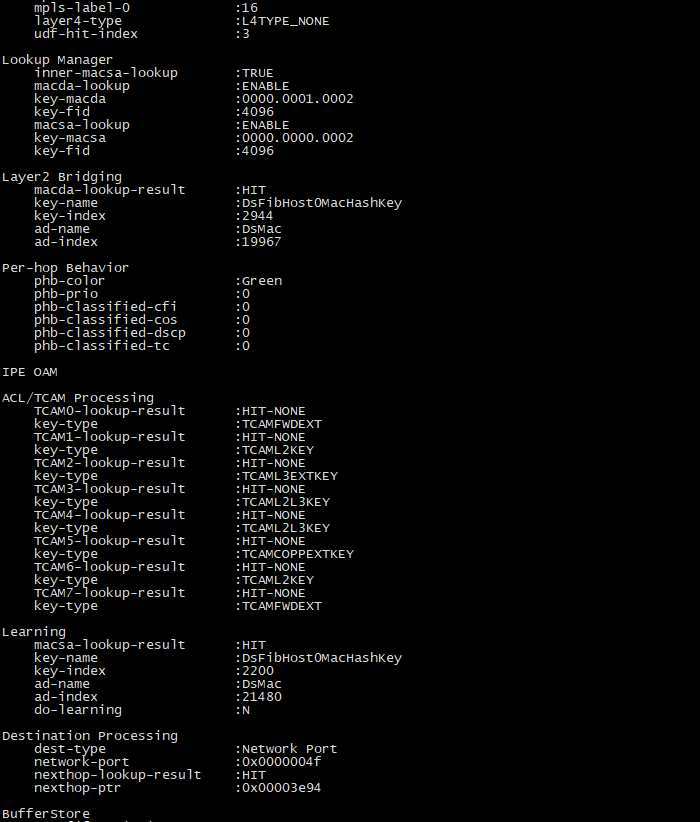 mpls-label-0 :16
layer4-type :L4TYPE_NONE
udf-hit-index :3
Lookup Manager
inner-macsa-lookup :TRUE
macda-lookup :ENABLE
key-macda :0000.0001.0002
key-fid :4096
macsa-lookup :ENABLE
key-macsa :0000.0000.0002
key-fid :4096
Layer2 Bridging
macda-lookup-result :HIT
key-name :DsFibHost0MacHashKey
key-index :2944
ad-name :DsMac
ad-index :19967
Per-hop Behavior
phb-color :Green
phb-prio :0
phb-classified-cfi :0
phb-classified-cos :0
phb-classified-dscp :0
phb-classified-tc :0
IPE OAM
ACL/TCAM Processing
TCAM0-lookup-result :HIT-NONE
key-type :TCAMFWDEXT
TCAM1-lookup-result :HIT-NONE
key-type :TCAML2KEY
TCAM2-lookup-result :HIT-NONE
key-type :TCAML3EXTKEY
TCAM3-lookup-result :HIT-NONE
key-type :TCAML2L3KEY
TCAM4-lookup-result :HIT-NONE
key-type :TCAML2L3KEY
TCAM5-lookup-result :HIT-NONE
key-type :TCAMCOPPEXTKEY
TCAM6-lookup-result :HIT-NONE
key-type :TCAML2KEY
TCAM7-lookup-result :HIT-NONE
key-type :TCAMFWDEXT
Learning
macsa-lookup-result :HIT
key-name :DsFibHost0MacHashKey
key-index :2200
ad-name :DsMac
ad-index :21480
do-learning :N
Destination Processing
dest-type :Network Port
network-port :0x0000004f
nexthop-lookup-result :HIT
nexthop-ptr :0x00003e94
BufferStore